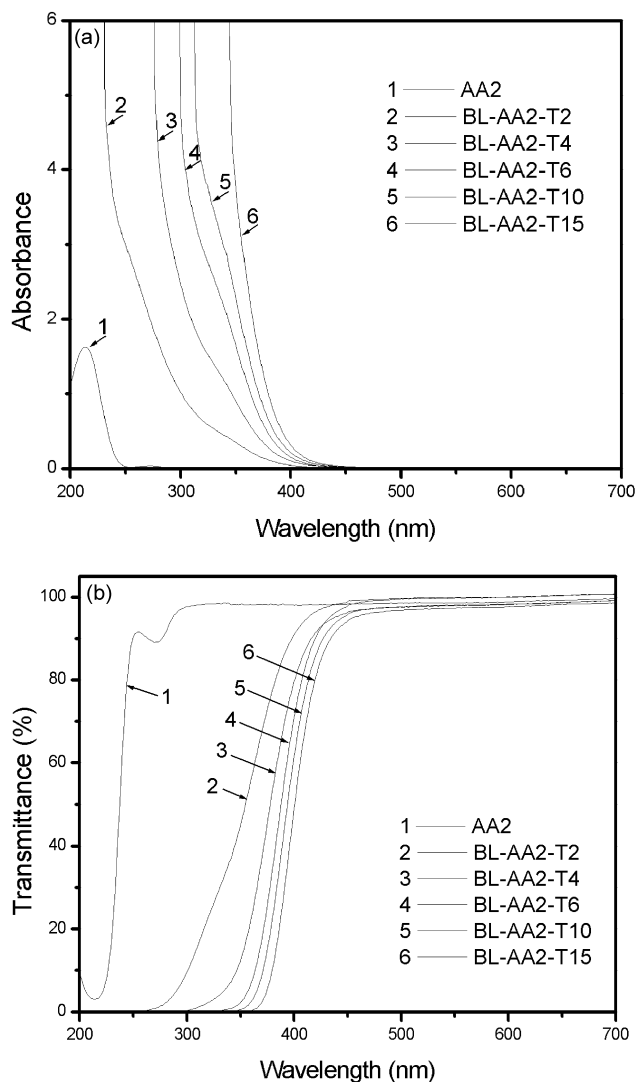 (a)
6
4
2
0
Absorbance
1
2
3
4
5
6
1 AA2
2 BL-AA2-T2
3 BL-AA2-T4
4 BL-AA2-T6
5 BL-AA2-T10
6 BL-AA2-T15
200 300 400 500 600 700
Wavelength (nm)
(b)
100
80
60
40
20
0
Transmittance (%)
1
6
5
4
3
2
1 AA2
2 BL-AA2-T2
3 BL-AA2-T4
4 BL-AA2-T6
5 BL-AA2-T10
6 BL-AA2-T15
200 300 400 500 600 700
Wavelength (nm)